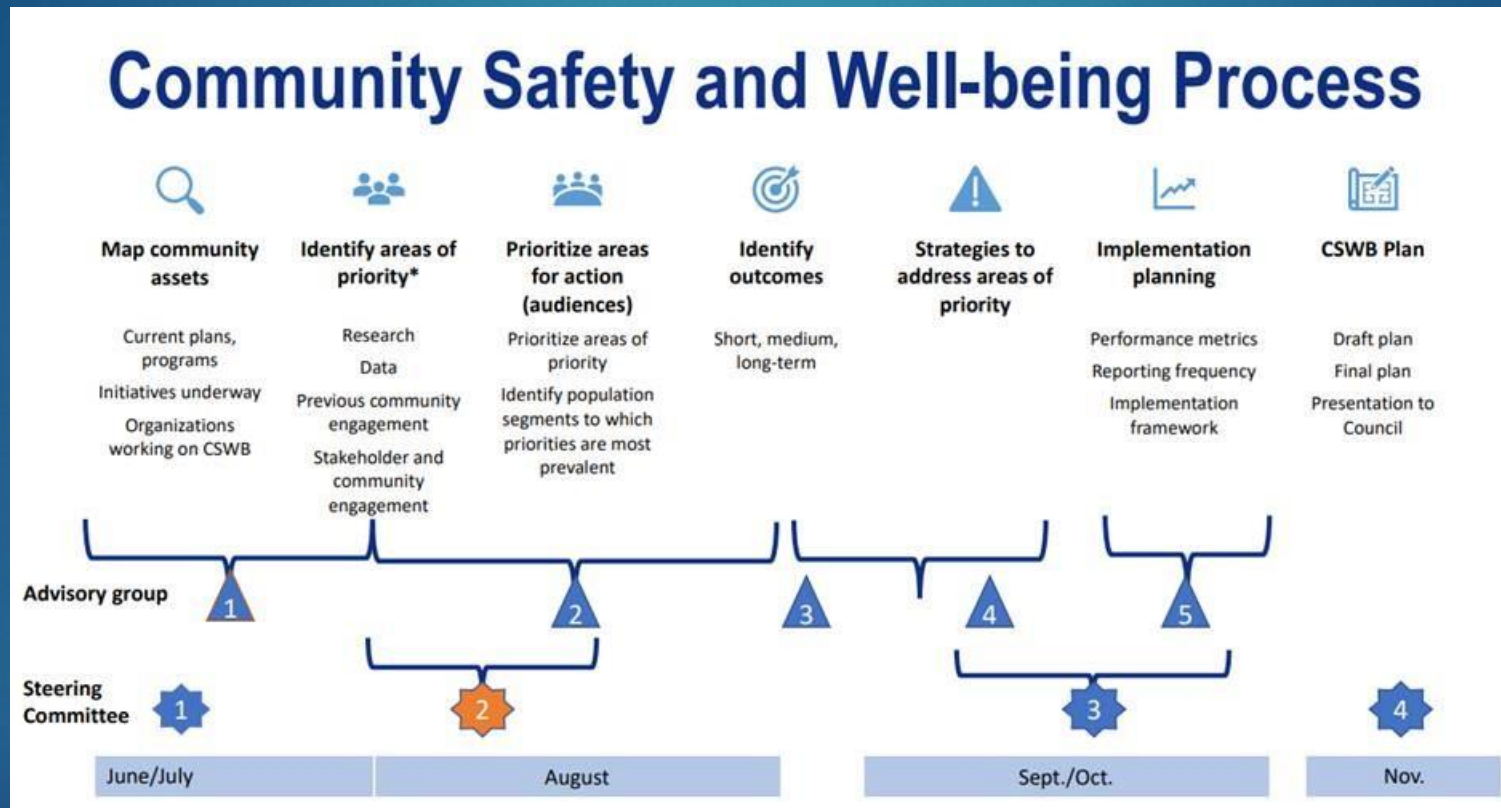 Community Safety and Well-being Process
Map community
assets
Current plans,
programs
Initiatives underway
Organizations
working on CSWB
Identify areas of
priority*
Research
Data
Previous community
engagement
Stakeholder and
community
engagement
Prioritize areas
for action
(audiences)
Prioritize areas of
priority
Identify population
segments to which
priorities are most
prevalent
Identify
outcomes
Short, medium,
long-term
Strategies to
address areas of
priority
Implementation
planning
Performance metrics
Reporting frequency
Implementation
framework
CSWB Plan
Draft plan
Final plan
Presentation to
Council
Advisory group
1
2
3
4
5
Steering
Committee
1
2
3
4
June/July
August
Sept./Oct.
Nov.